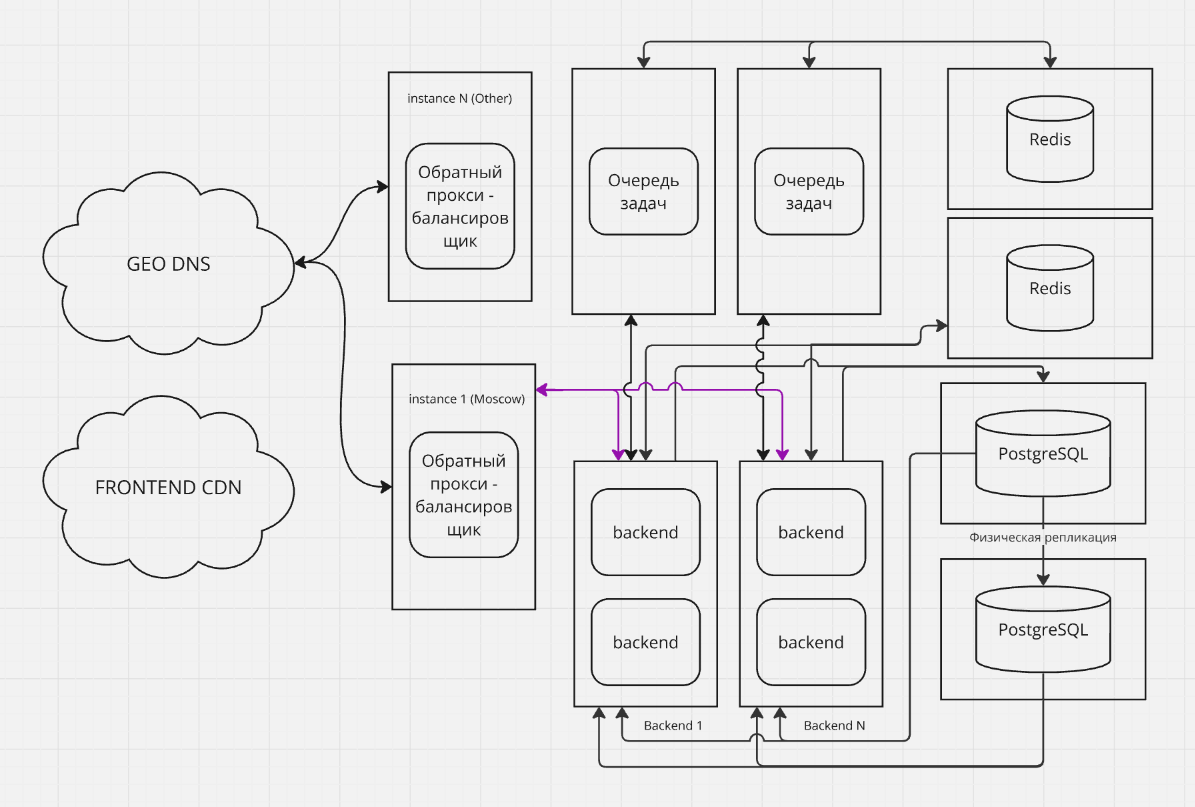 GEO DNS
FRONTEND CDN
instance N (Other)
Обратный
прокси -
балансиров
щик
instance 1 (Moscow)
Обратный
прокси -
балансиров
щик
Очередь
задач
Очередь
задач
backend
backend
Backend 1
backend
backend
Backend N
Redis
Redis
PostgreSQL
Физическая репликация
PostgreSQL